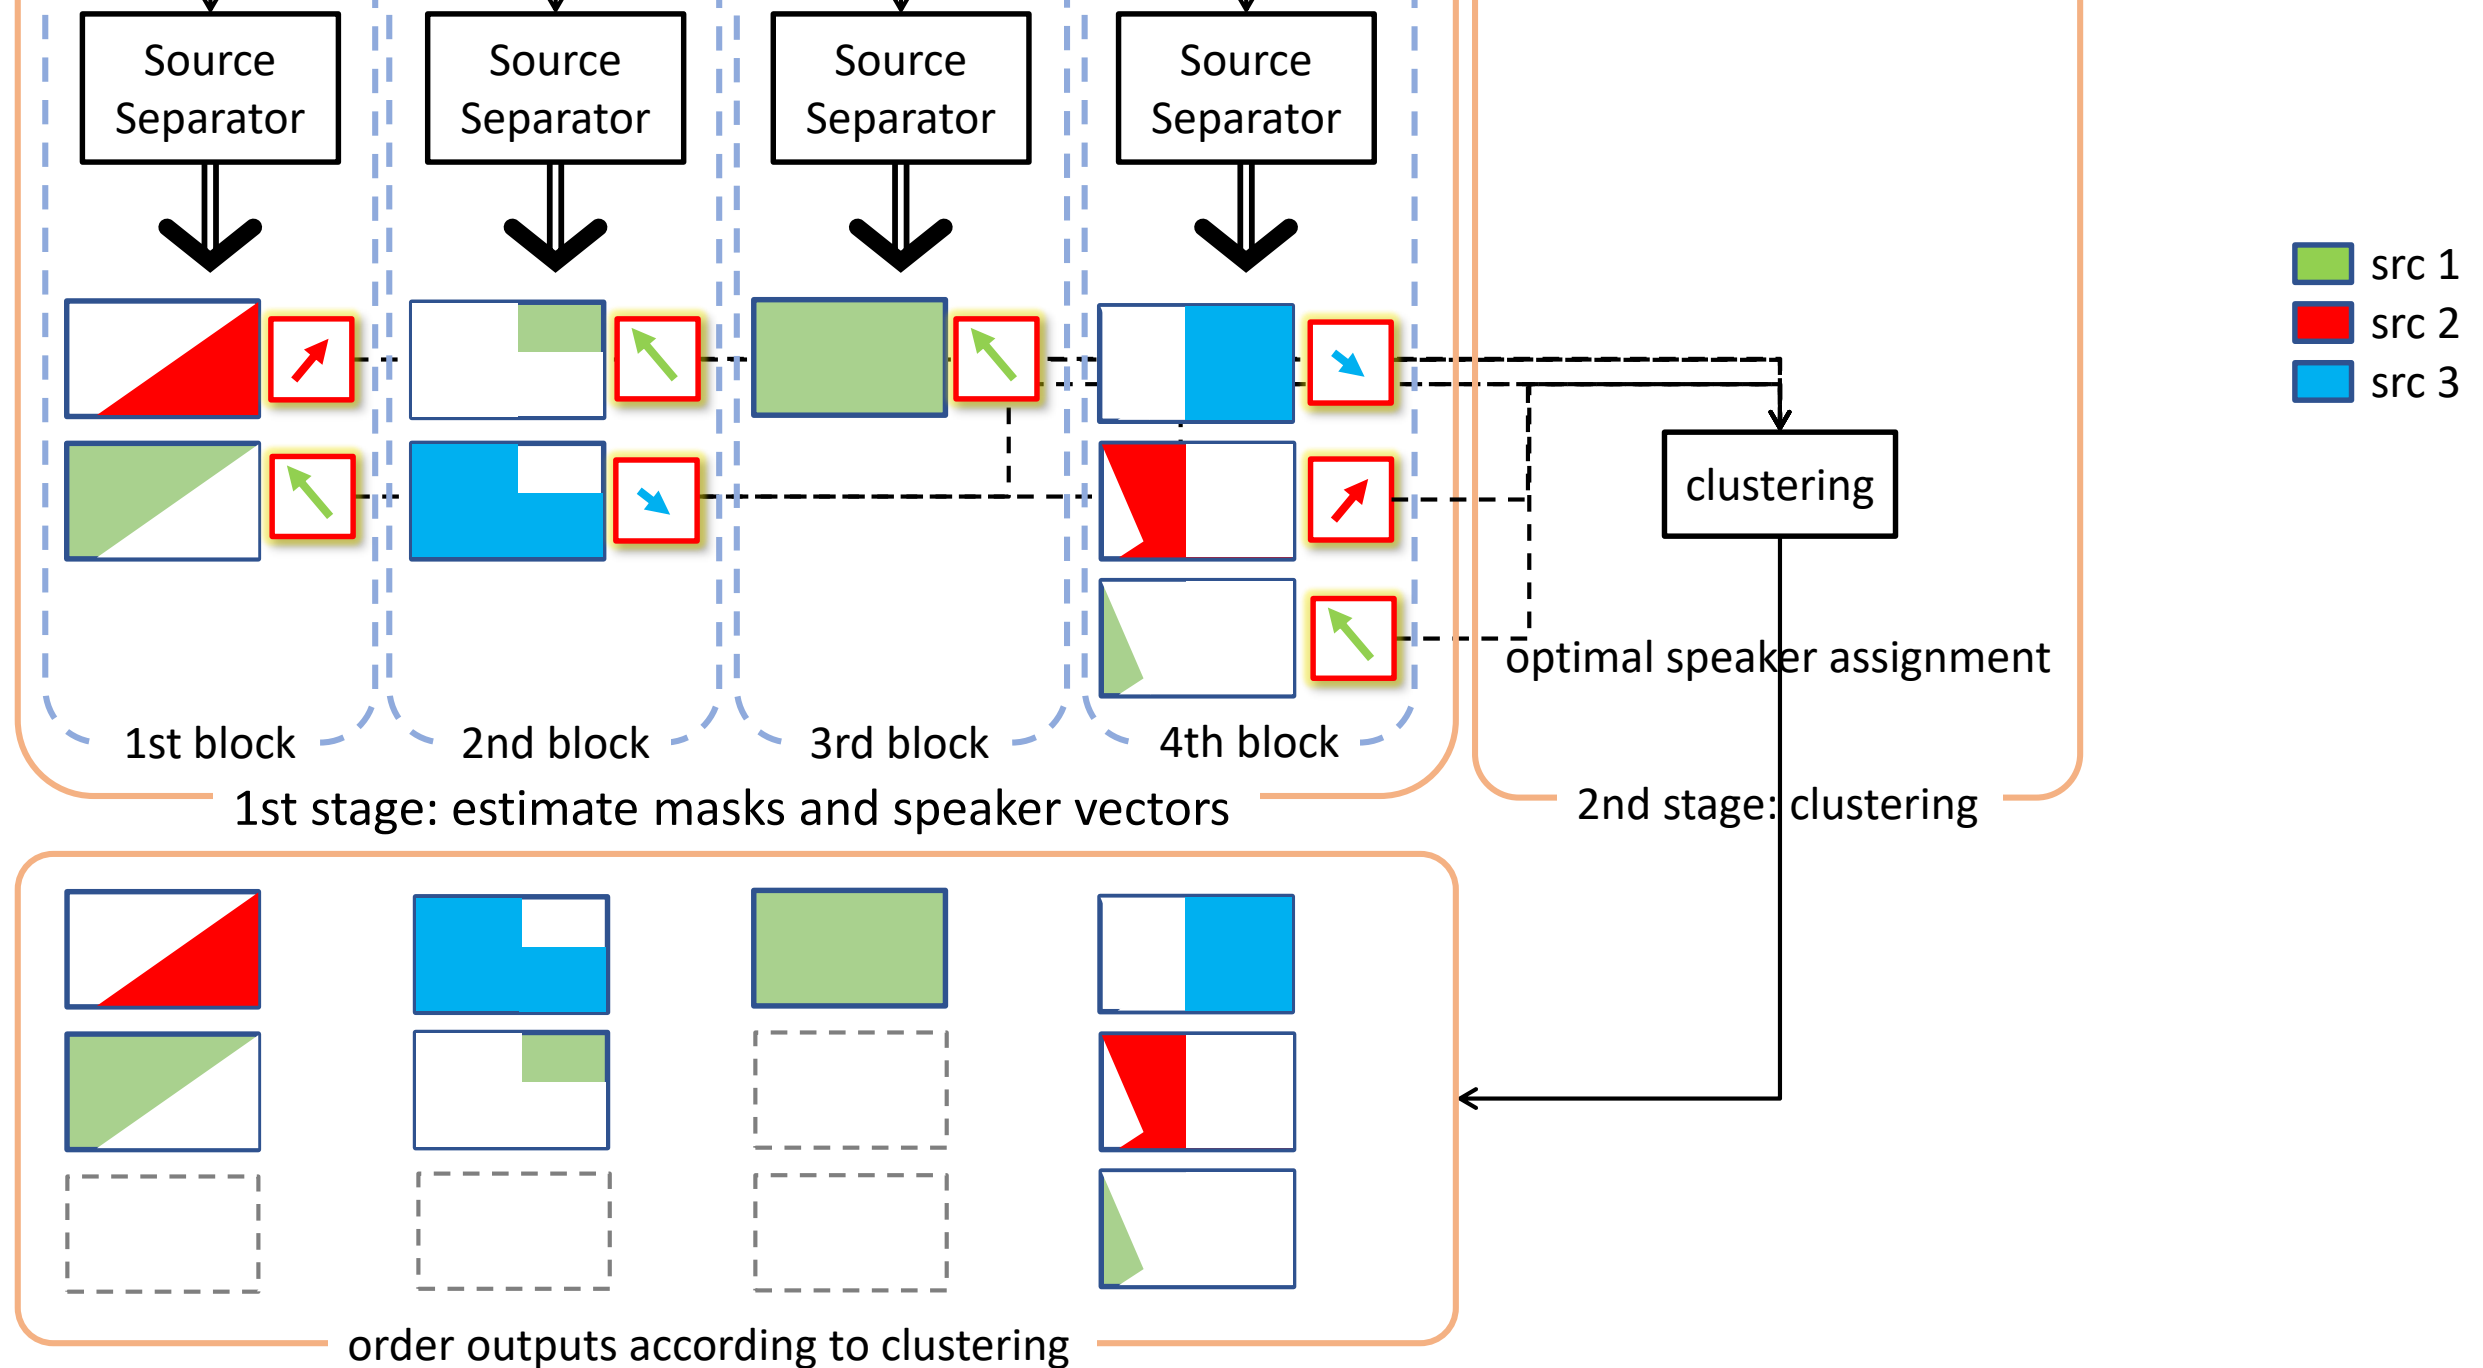 Source
Separator
Source
Separator
Source
Separator
Source
Separator
src 1
src 2
src 3
clustering
optimal speaker assignment
1st block
2nd block
3rd block
4th block
1st stage: estimate masks and speaker vectors
2nd stage: clustering
order outputs according to clustering